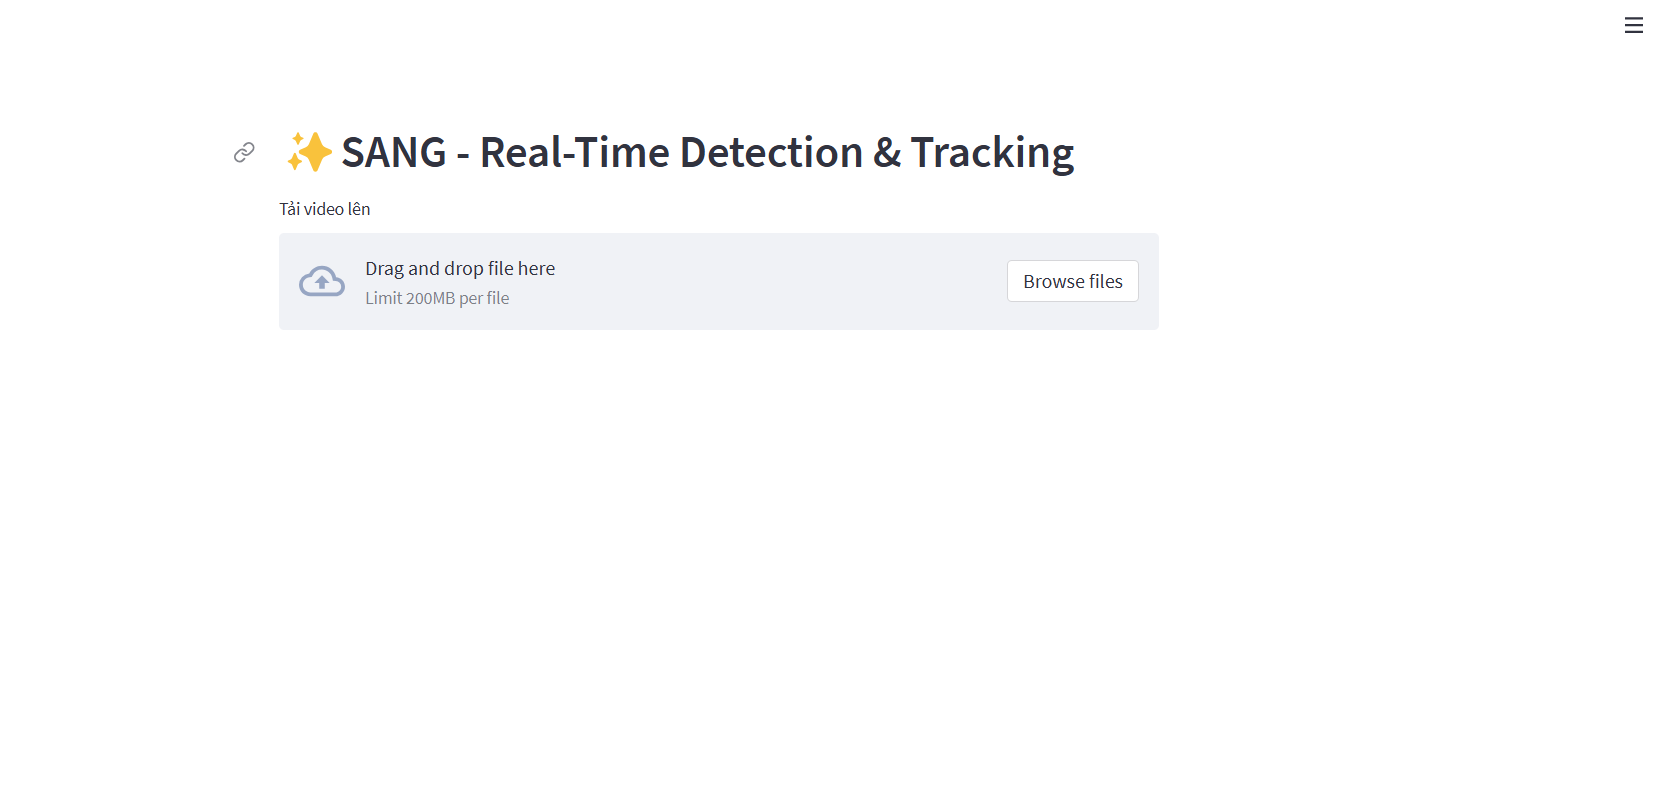 ✨ SANG - Real-Time Detection & Tracking
Tải video lên
Drag and drop file here
Limit 200MB per file
Browse files